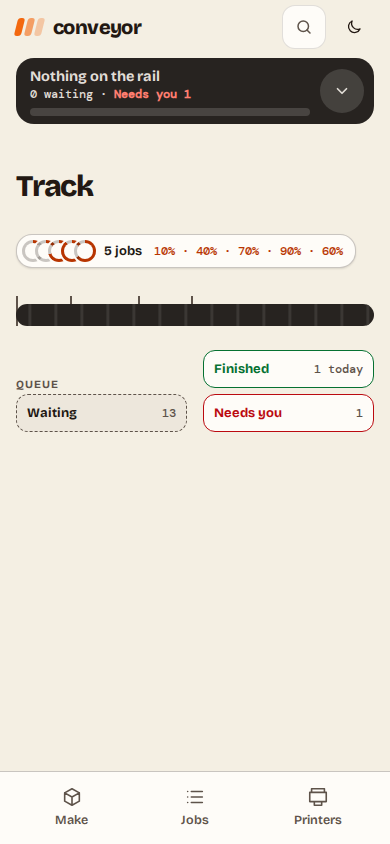 conveyor
Nothing on the rail
0 waiting · Needs you 1
Track
5 jobs 10% · 40% · 70% · 90% · 60%
Finished 1 today
QUEUE
Waiting 13
Needs you 1
Make Jobs Printers